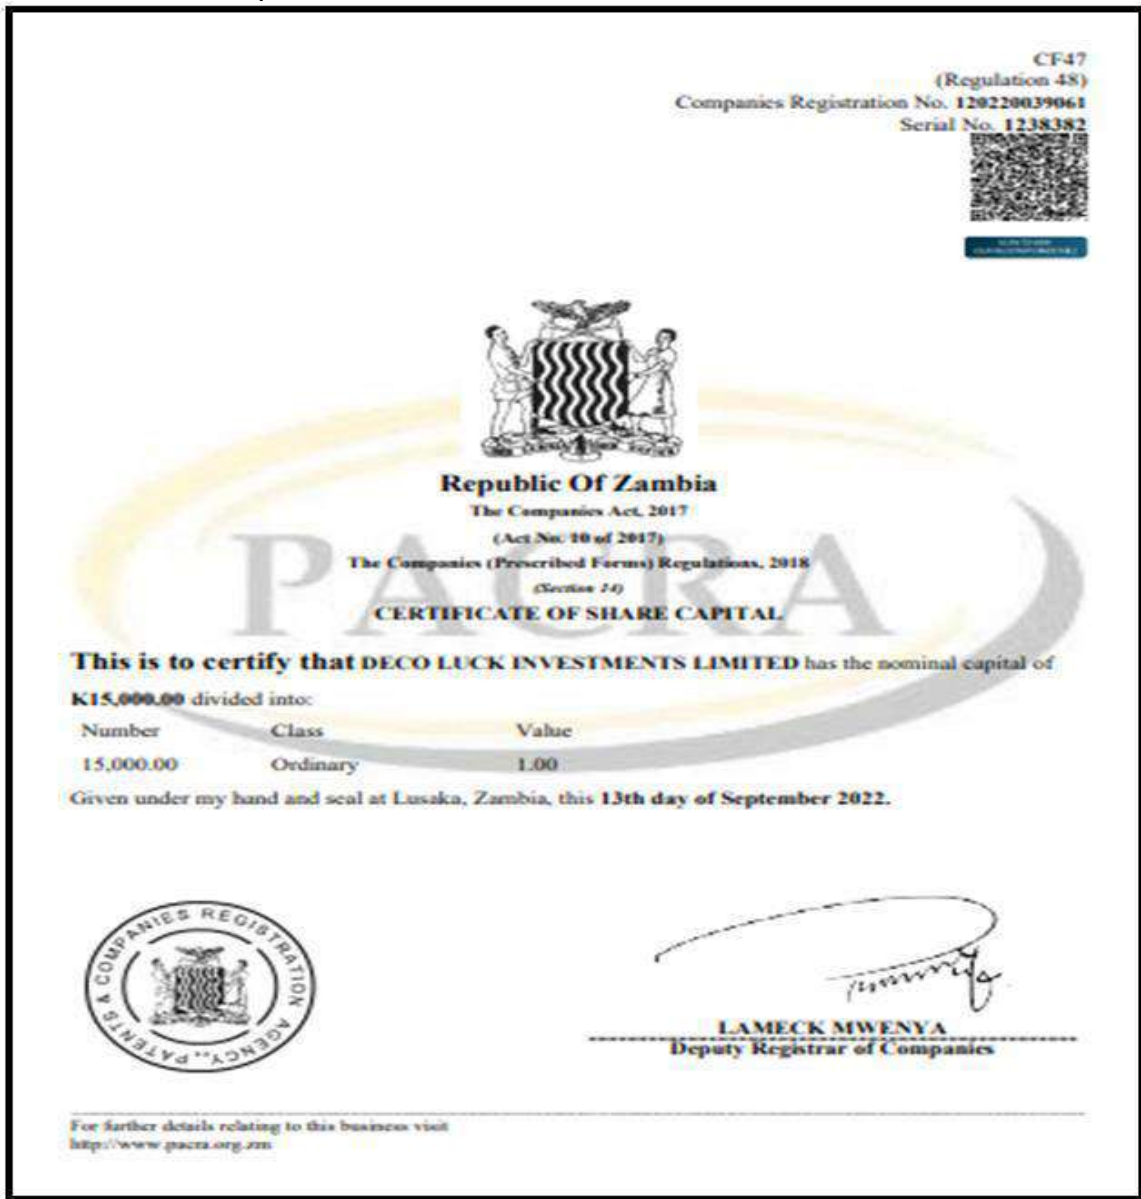 CF47
(Regulation 48)
Companies Registration No. 120220039061
Serial No. 1238382
Republic Of Zambia
The Companies Act, 2017
(Act No. 10 of 2017)
The Companies (Prescribed Forms) Regulations, 2018
(Section 14)
CERTIFICATE OF SHARE CAPITAL
PACRA
This is to certify that DECO LUCK INVESTMENTS LIMITED has the nominal capital of
K15,000.00 divided into:
Number Class Value
15,000.00 Ordinary 1.00
Given under my hand and seal at Lusaka, Zambia, this 13th day of September 2022.
PATENTS & COMPANIES REGISTRATION AGENCY
LAMECK MWENYA
Deputy Registrar of Companies
For further details relating to this business visit
http://www.pacra.org.zm